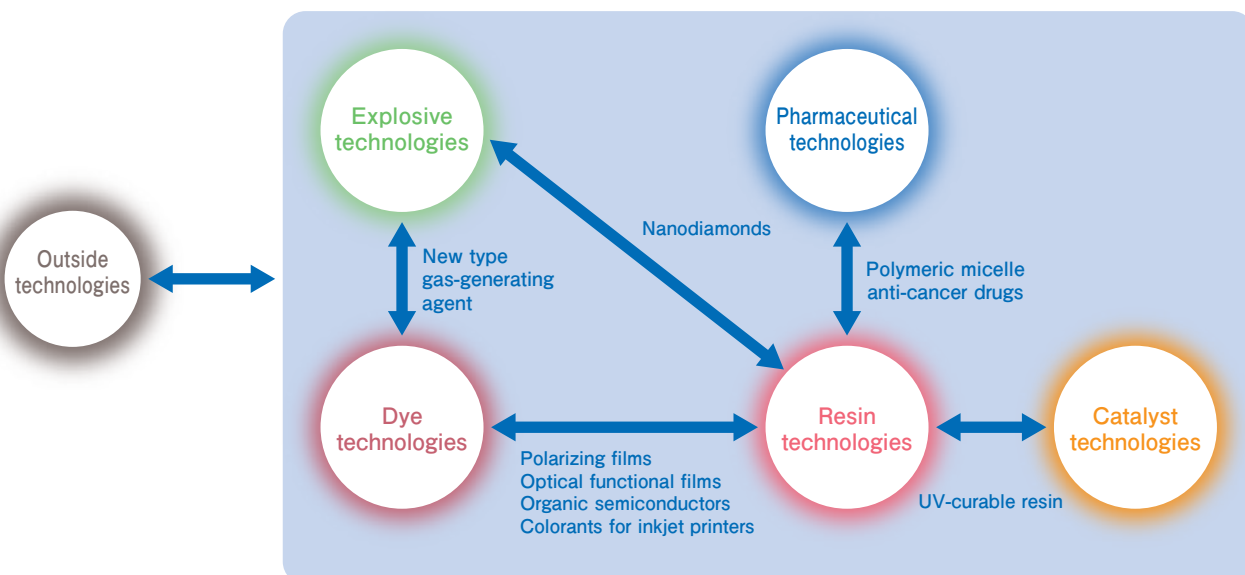 Explosive
technologies
Pharmaceutical
technologies
Nanodiamonds
Outside
technologies
New type
gas-generating
agent
Polymeric micelle
anti-cancer drugs
Dye
technologies
Resin
technologies
Catalyst
technologies
Polarizing films
Optical functional films
Organic semiconductors
Colorants for inkjet printers
UV-curable resin